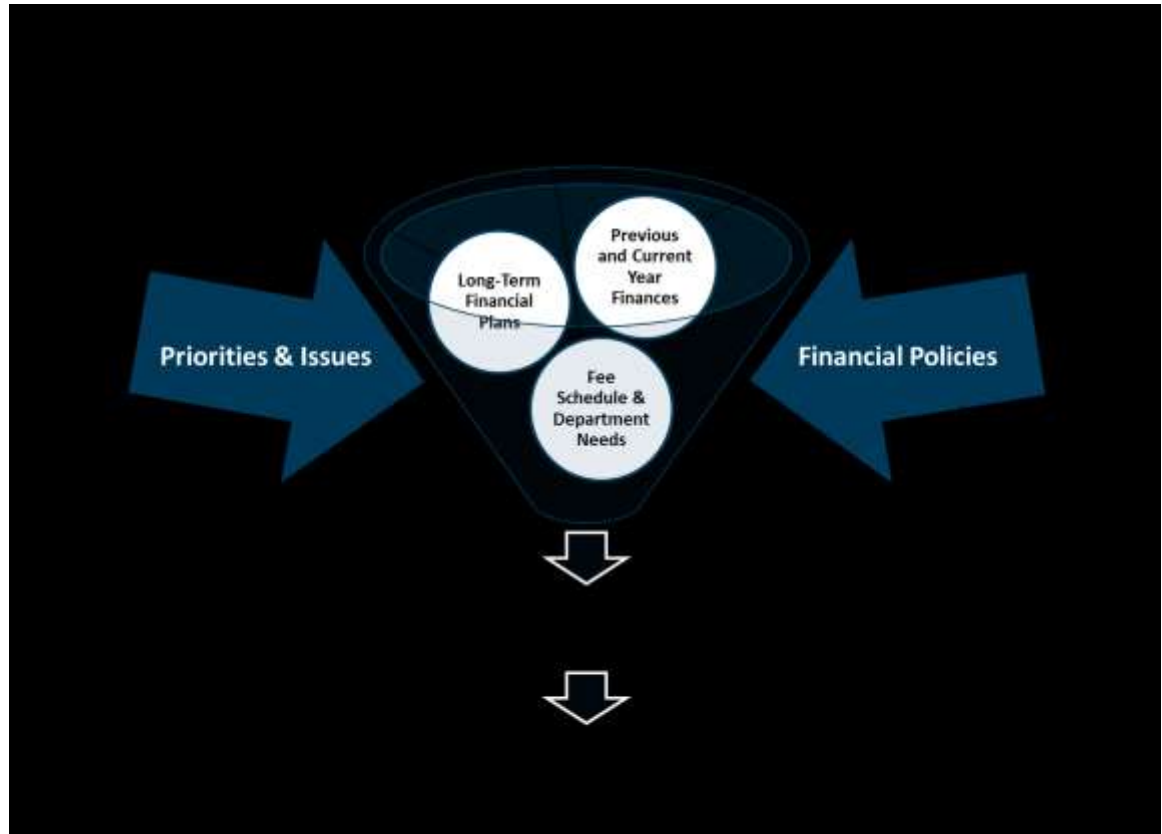 Previous
and Current
Year
Finances
Long-Term
Financial
Plans
Priorities & Issues
Financial Policies
Fee
Schedule &
Department
Needs